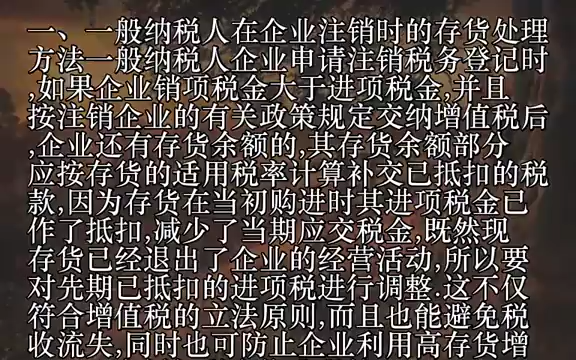 一、一般纳税人在企业注销时的存货处理
方法一般纳税人企业申请注销税务登记时
,如果企业销项税金大于进项税金,并且
按注销企业的有关政策规定交纳增值税后
,企业还有存货余额的,其存货余额部分
应按存货的适用税率计算补交已抵扣的税
款,因为存货在当初购进时其进项税金已
作了抵扣,减少了当期应交税金,既然现
存货已经退出了企业的经营活动,所以要
对先期已抵扣的进项税进行调整.这不仅
符合增值税的立法原则,而且也能避免税
收流失,同时也可防止企业利用高存货增